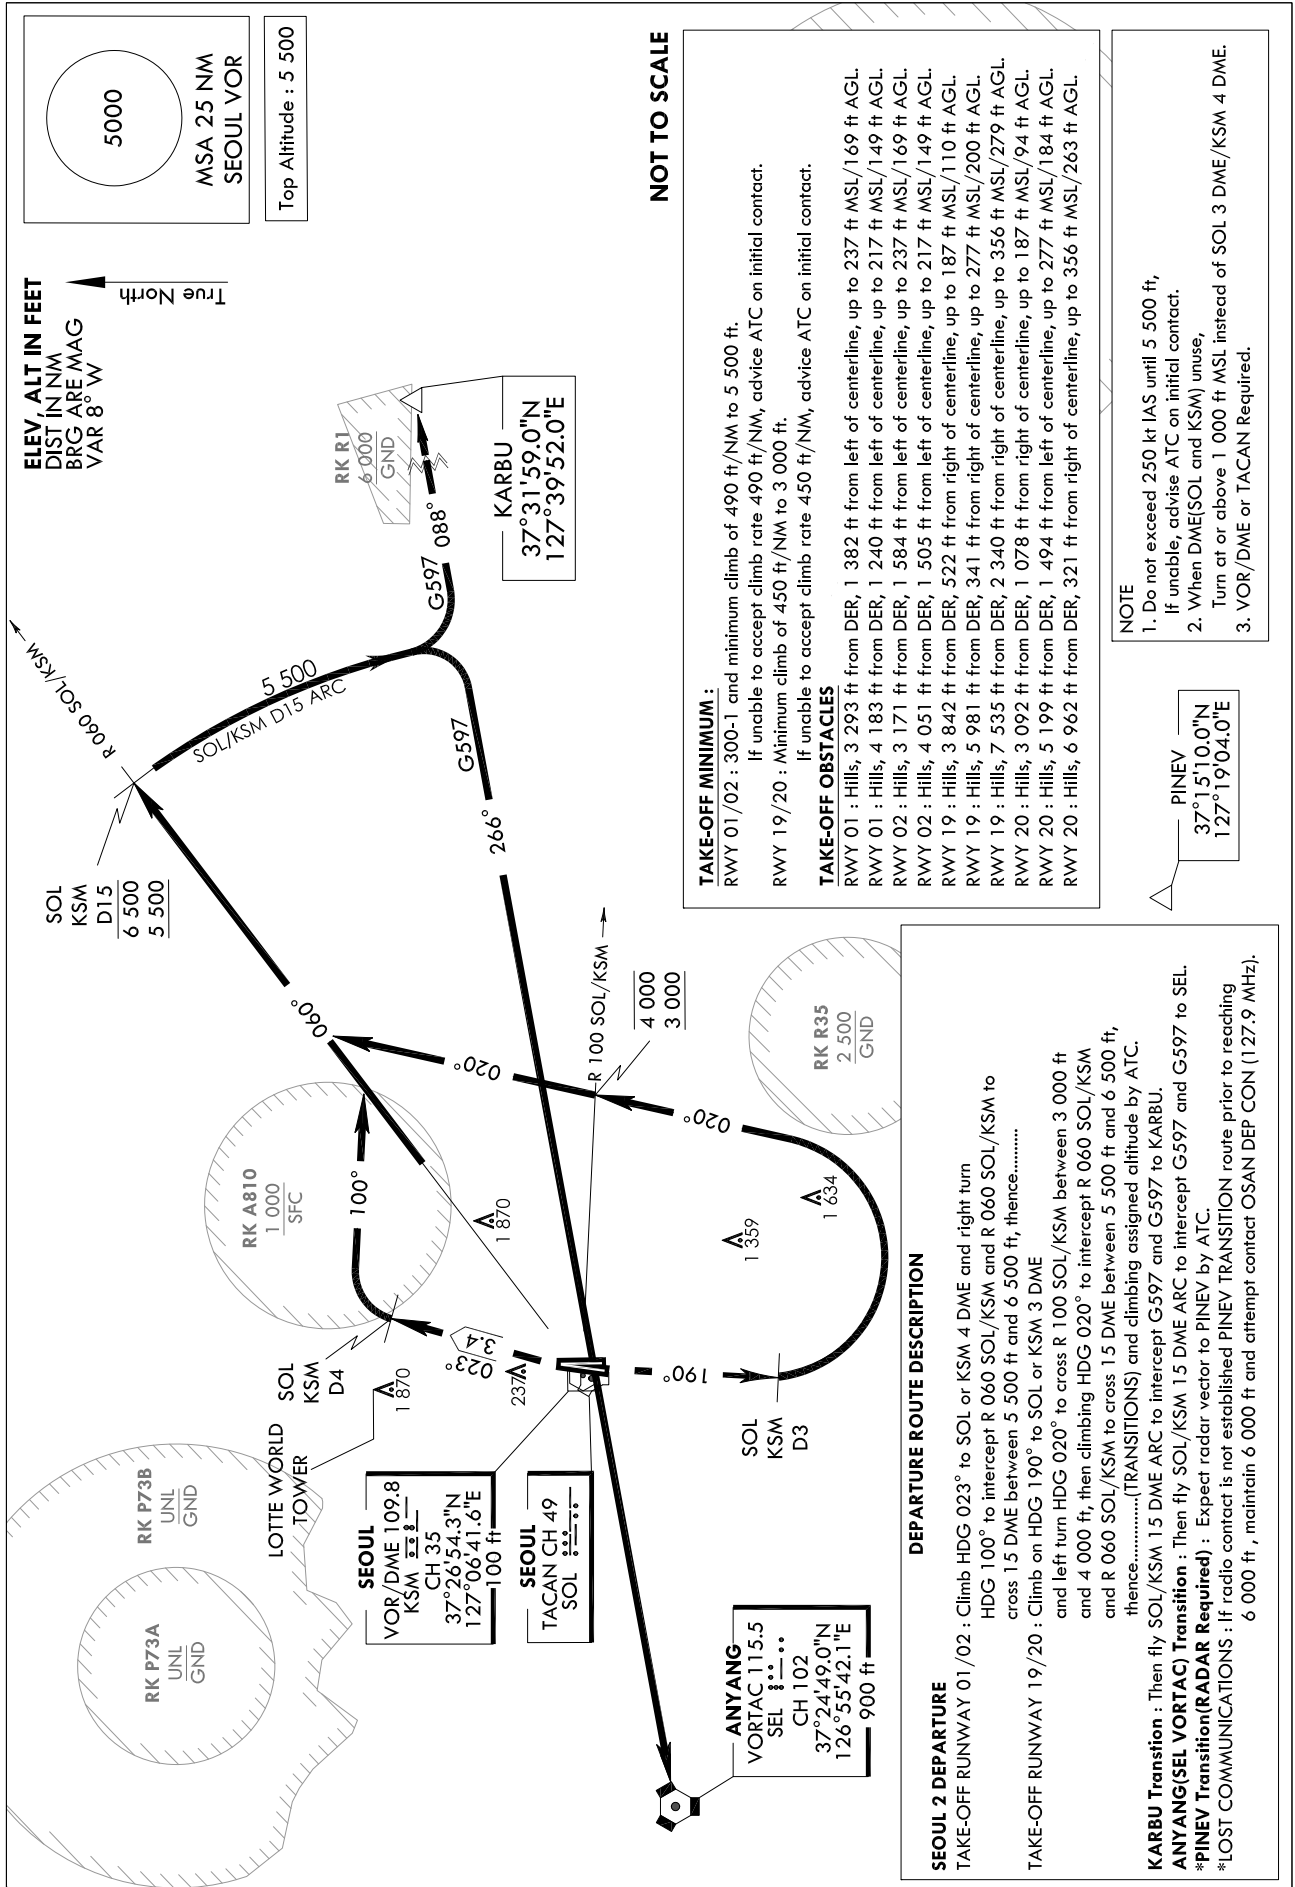 ELEV, ALT IN FEET
DIST IN NM
BRG ARE MAG
VAR 8° W
True North
5000
MSA 25 NM
SEOUL VOR
Top Altitude : 5 500
RK P73A
UNL
GND
RK P73B
UNL
GND
LOTTE WORLD
TOWER
1 870
SOL
KSM
D4
RK A810
1 000
SFC
100°
023°
3.4
237
1 870
SOL
KSM
D15
6 500
5 500
R 060 SOL/KSM
060°
5 500
SOL/KSM D15 ARC
RK R1
6 000
GND
G597
088°
KARBU
37°31'59.0"N
127°39'52.0"E
G597
266°
020°
R 100 SOL/KSM
4 000
3 000
020°
SEOUL
VOR/DME 109.8
KSM
CH 35
37°26'54.3"N
127°06'41.6"E
100 ft
SEOUL
TACAN CH 49
SOL
190°
SOL
KSM
D3
1 359
1 634
RK R35
2 500
GND
ANYANG
VORTAC 115.5
SEL
CH 102
37°24'49.0"N
126°55'42.1"E
900 ft
NOT TO SCALE
TAKE-OFF MINIMUM :
RWY 01/02 : 300-1 and minimum climb of 490 ft/NM to 5 500 ft.
If unable to accept climb rate 490 ft/NM, advice ATC on initial contact.
RWY 19/20 : Minimum climb of 450 ft/NM to 3 000 ft.
If unable to accept climb rate 450 ft/NM, advice ATC on initial contact.
TAKE-OFF OBSTACLES
RWY 01 : Hills, 3 293 ft from DER, 1 382 ft from left of centerline, up to 237 ft MSL/169 ft AGL.
RWY 01 : Hills, 4 183 ft from DER, 1 240 ft from left of centerline, up to 217 ft MSL/149 ft AGL.
RWY 02 : Hills, 3 171 ft from DER, 1 584 ft from left of centerline, up to 237 ft MSL/169 ft AGL.
RWY 02 : Hills, 4 051 ft from DER, 1 505 ft from left of centerline, up to 217 ft MSL/149 ft AGL.
RWY 19 : Hills, 3 842 ft from DER, 522 ft from right of centerline, up to 187 ft MSL/110 ft AGL.
RWY 19 : Hills, 5 981 ft from DER, 341 ft from right of centerline, up to 277 ft MSL/200 ft AGL.
RWY 19 : Hills, 7 535 ft from DER, 2 340 ft from right of centerline, up to 356 ft MSL/279 ft AGL.
RWY 20 : Hills, 3 092 ft from DER, 1 078 ft from right of centerline, up to 187 ft MSL/94 ft AGL.
RWY 20 : Hills, 5 199 ft from DER, 1 494 ft from left of centerline, up to 277 ft MSL/184 ft AGL.
RWY 20 : Hills, 6 962 ft from DER, 321 ft from right of centerline, up to 356 ft MSL/263 ft AGL.
DEPARTURE ROUTE DESCRIPTION
SEOUL 2 DEPARTURE
TAKE-OFF RUNWAY 01/02 : Climb HDG 023° to SOL or KSM 4 DME and right turn
HDG 100° to intercept R 060 SOL/KSM and R 060 SOL/KSM to
cross 15 DME between 5 500 ft and 6 500 ft, thence...........
TAKE-OFF RUNWAY 19/20 : Climb on HDG 190° to SOL or KSM 3 DME
and left turn HDG 020° to cross R 100 SOL/KSM between 3 000 ft
and 4 000 ft, then climbing HDG 020° to intercept R 060 SOL/KSM
and R 060 SOL/KSM to cross 15 DME between 5 500 ft and 6 500 ft,
thence.............(TRANSITIONS) and climbing assigned altitude by ATC.
KARBU Transtion : Then fly SOL/KSM 15 DME ARC to intercept G597 and G597 to KARBU.
ANYANG(SEL VORTAC) Transition : Then fly SOL/KSM 15 DME ARC to intercept G597 and G597 to SEL.
*PINEV Transition(RADAR Required) : Expect radar vector to PINEV by ATC.
*LOST COMMUNICATIONS : If radio contact is not established PINEV TRANSITION route prior to reaching
6 000 ft , maintain 6 000 ft and attempt contact OSAN DEP CON (127.9 MHz).
PINEV
37°15'10.0"N
127°19'04.0"E
NOTE
1. Do not exceed 250 kt IAS until 5 500 ft,
If unable, advise ATC on initial contact.
2. When DME(SOL and KSM) unuse,
Turn at or above 1 000 ft MSL instead of SOL 3 DME/KSM 4 DME.
3. VOR/DME or TACAN Required.